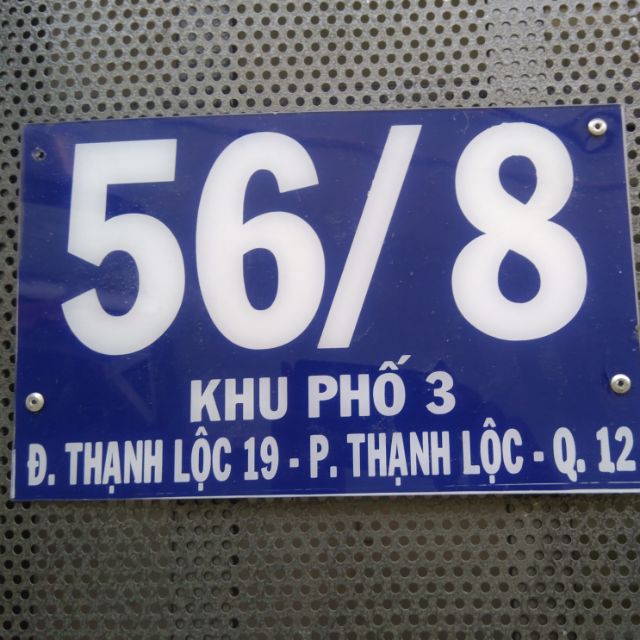 56/8
KHU PHỐ 3
Đ. THẠNH LỘC 19 - P. THẠNH LỘC - Q. 12